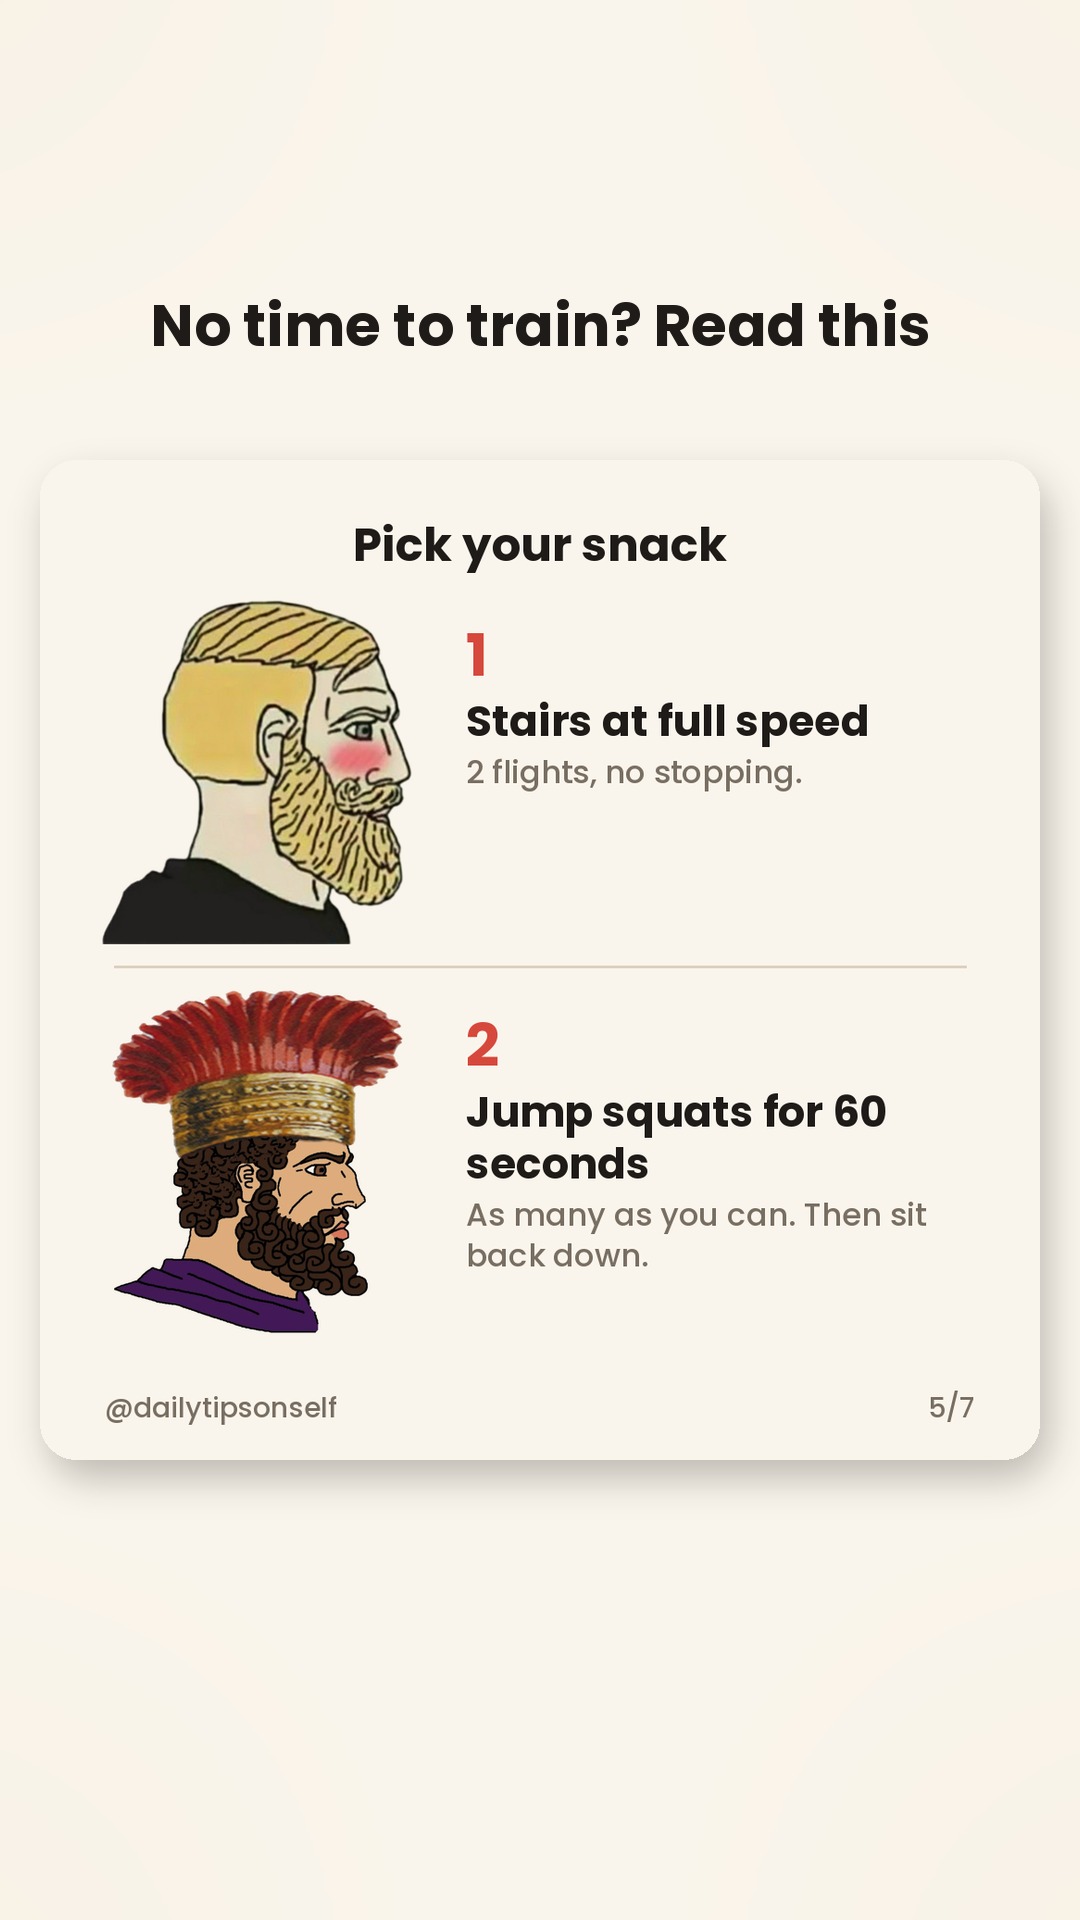 No time to train? Read this
Pick your snack
1
Stairs at full speed
2 flights, no stopping.
2
Jump squats for 60
seconds
As many as you can. Then sit
back down.
@dailytipsonself
5/7